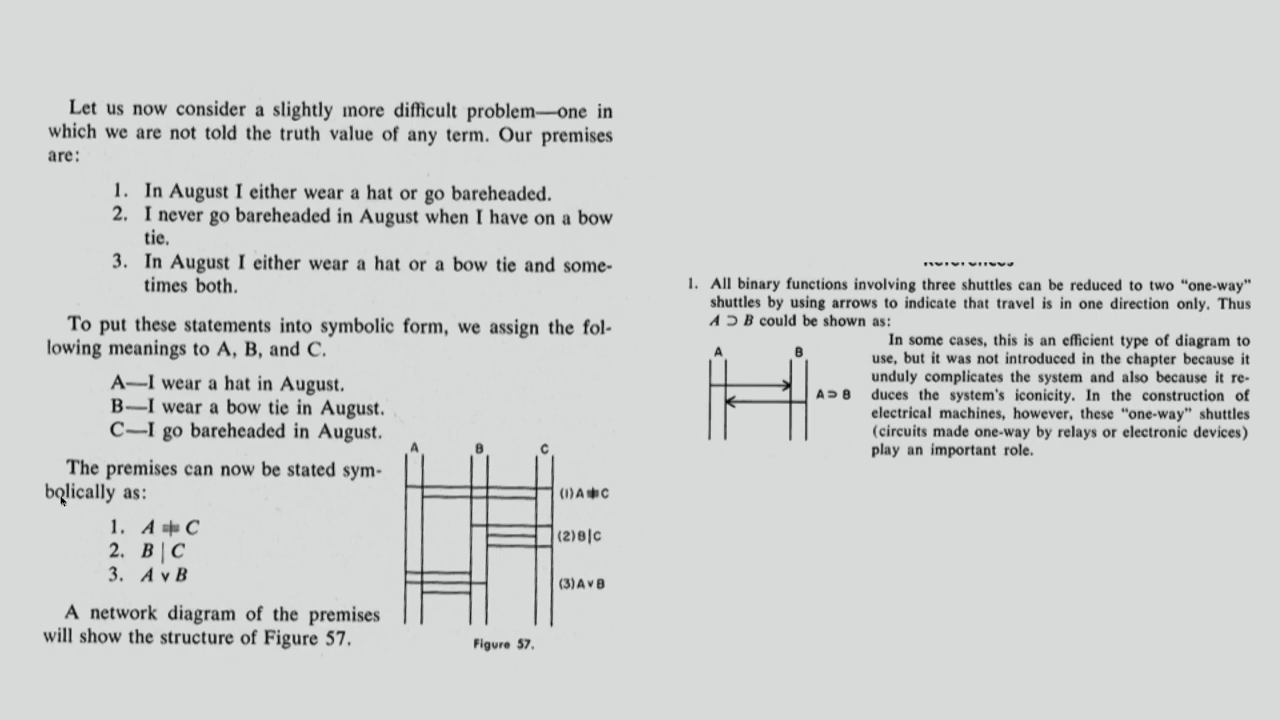 Let us now consider a slightly more difficult problem—one in
which we are not told the truth value of any term. Our premises
are:
1. In August I either wear a hat or go bareheaded.
2. I never go bareheaded in August when I have on a bow
tie.
3. In August I either wear a hat or a bow tie and some-
times both.
To put these statements into symbolic form, we assign the fol-
lowing meanings to A, B, and C.
A—I wear a hat in August.
B—I wear a bow tie in August.
C—I go bareheaded in August.
The premises can now be stated sym-
bolically as:
1. A ≢ C
2. B | C
3. A v B
A network diagram of the premises
will show the structure of Figure 57.
A B C
(1) A ≢ C
(2) B|C
(3) A v B
Figure 57.
1. All binary functions involving three shuttles can be reduced to two "one-way"
shuttles by using arrows to indicate that travel is in one direction only. Thus
A ⊃ B could be shown as:
A B
A ⊃ B
In some cases, this is an efficient type of diagram to
use, but it was not introduced in the chapter because it
unduly complicates the system and also because it re-
duces the system's iconicity. In the construction of
electrical machines, however, these "one-way" shuttles
(circuits made one-way by relays or electronic devices)
play an important role.